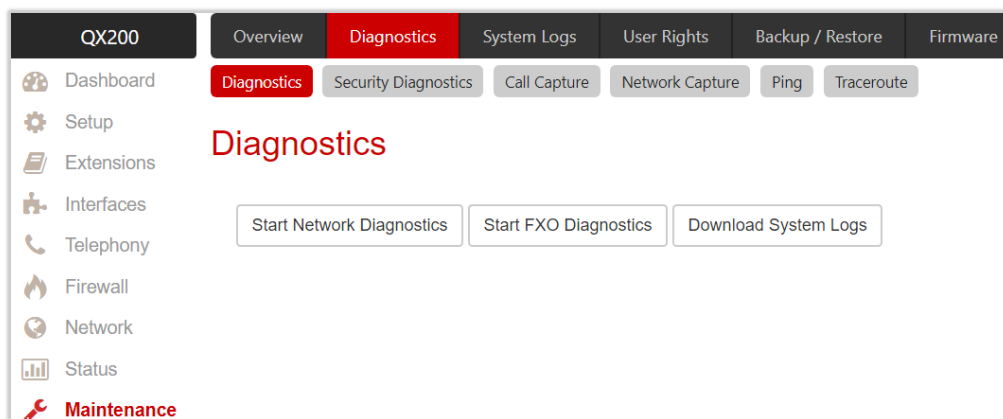 QX200 Overview Diagnostics System Logs User Rights Backup / Restore Firmware
Dashboard
Diagnostics Security Diagnostics Call Capture Network Capture Ping Traceroute
Setup
Diagnostics
Extensions
Interfaces
Start Network Diagnostics Start FXO Diagnostics Download System Logs
Telephony
Firewall
Network
Status
Maintenance